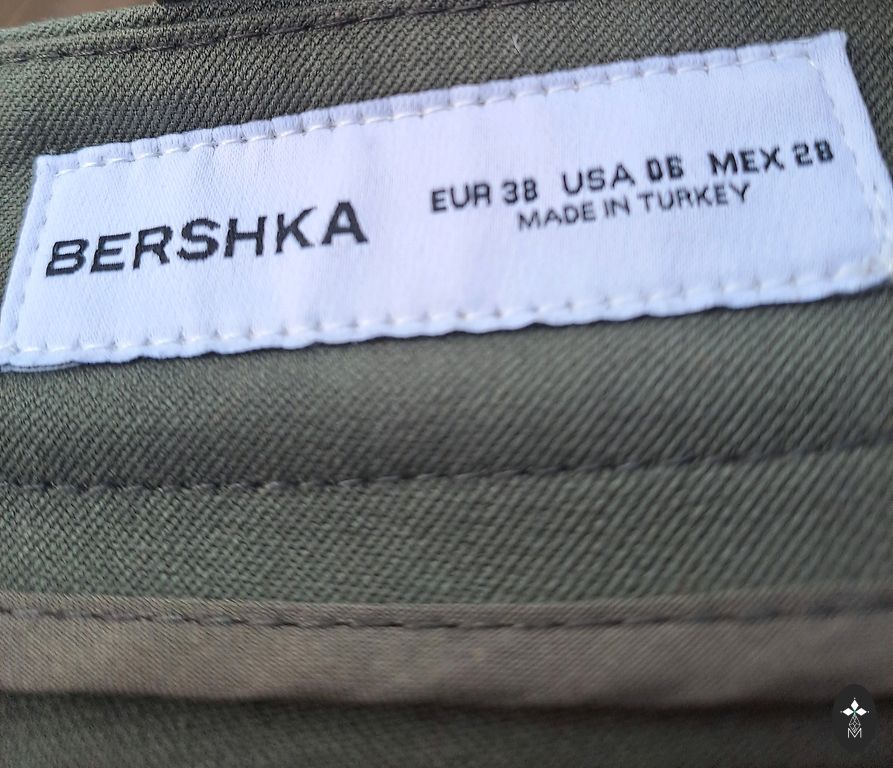 BERSHKA
EUR 38 USA 06 MEX 28
MADE IN TURKEY
M